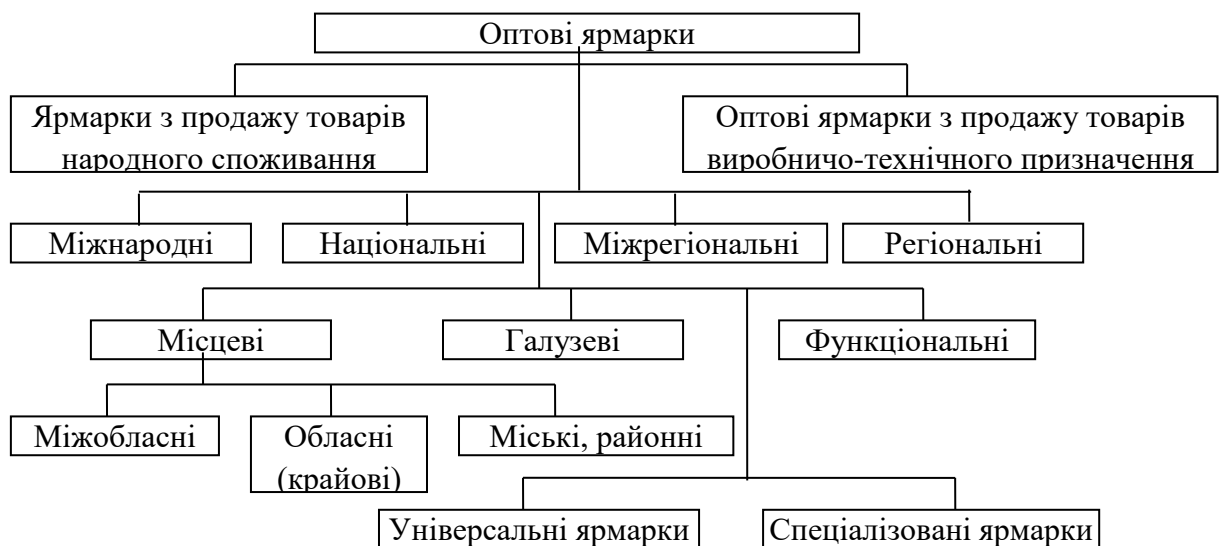 Оптові ярмарки
Ярмарки з продажу товарів
народного споживання
Оптові ярмарки з продажу товарів
виробничо-технічного призначення
Міжнародні
Національні
Міжрегіональні
Регіональні
Місцеві
Галузеві
Функціональні
Міжобласні
Обласні
(крайові)
Міські, районні
Універсальні ярмарки
Спеціалізовані ярмарки